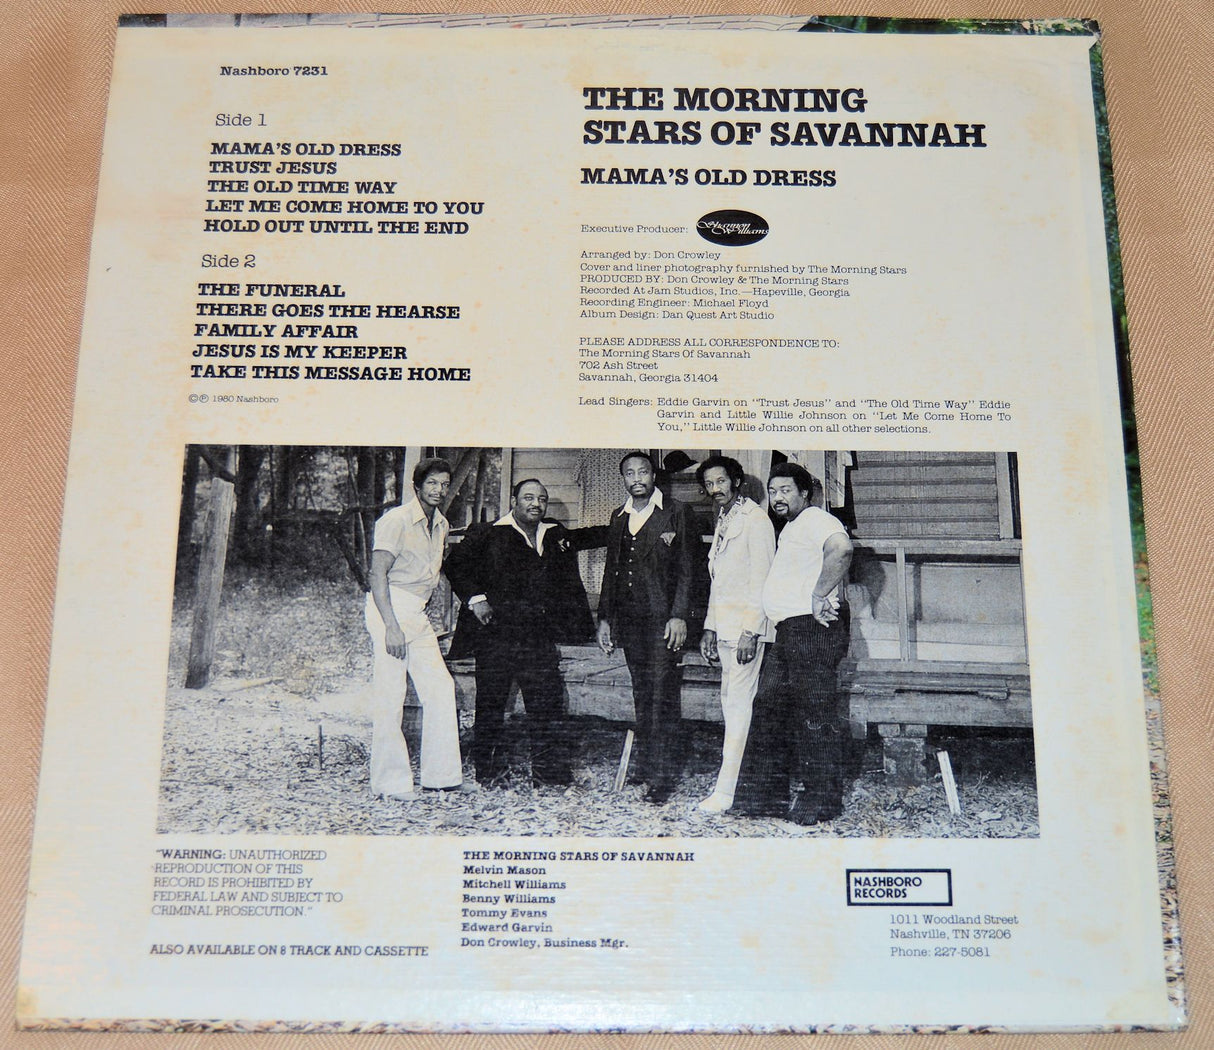 Nashboro 7231
Side 1
MAMA'S OLD DRESS
TRUST JESUS
THE OLD TIME WAY
LET ME COME HOME TO YOU
HOLD OUT UNTIL THE END
Side 2
THE FUNERAL
THERE GOES THE HEARSE
FAMILY AFFAIR
JESUS IS MY KEEPER
TAKE THIS MESSAGE HOME
©℗ 1980 Nashboro
THE MORNING
STARS OF SAVANNAH
MAMA'S OLD DRESS
Executive Producer: Shannon Williams
Arranged by: Don Crowley
Cover and liner photography furnished by The Morning Stars
PRODUCED BY: Don Crowley & The Morning Stars
Recorded At Jam Studios, Inc.—Hapeville, Georgia
Recording Engineer: Michael Floyd
Album Design: Dan Quest Art Studio
PLEASE ADDRESS ALL CORRESPONDENCE TO:
The Morning Stars Of Savannah
702 Ash Street
Savannah, Georgia 31404
Lead Singers: Eddie Garvin on "Trust Jesus" and "The Old Time Way" Eddie
Garvin and Little Willie Johnson on "Let Me Come Home To
You," Little Willie Johnson on all other selections.
"WARNING: UNAUTHORIZED
REPRODUCTION OF THIS
RECORD IS PROHIBITED BY
FEDERAL LAW AND SUBJECT TO
CRIMINAL PROSECUTION."
ALSO AVAILABLE ON 8 TRACK AND CASSETTE
THE MORNING STARS OF SAVANNAH
Melvin Mason
Mitchell Williams
Benny Williams
Tommy Evans
Edward Garvin
Don Crowley, Business Mgr.
NASHBORO
RECORDS
1011 Woodland Street
Nashville, TN 37206
Phone: 227-5081